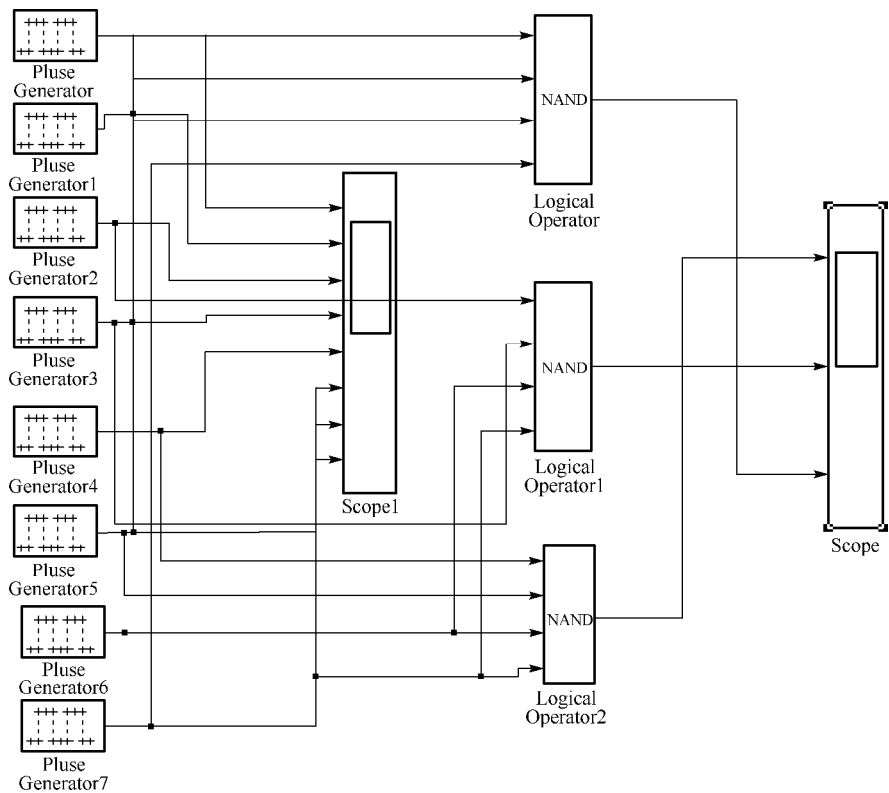 Pluse
Generator
Pluse
Generator1
Pluse
Generator2
Pluse
Generator3
Pluse
Generator4
Pluse
Generator5
Pluse
Generator6
Pluse
Generator7
Scope1
NAND
Logical
Operator
NAND
Logical
Operator1
NAND
Logical
Operator2
Scope